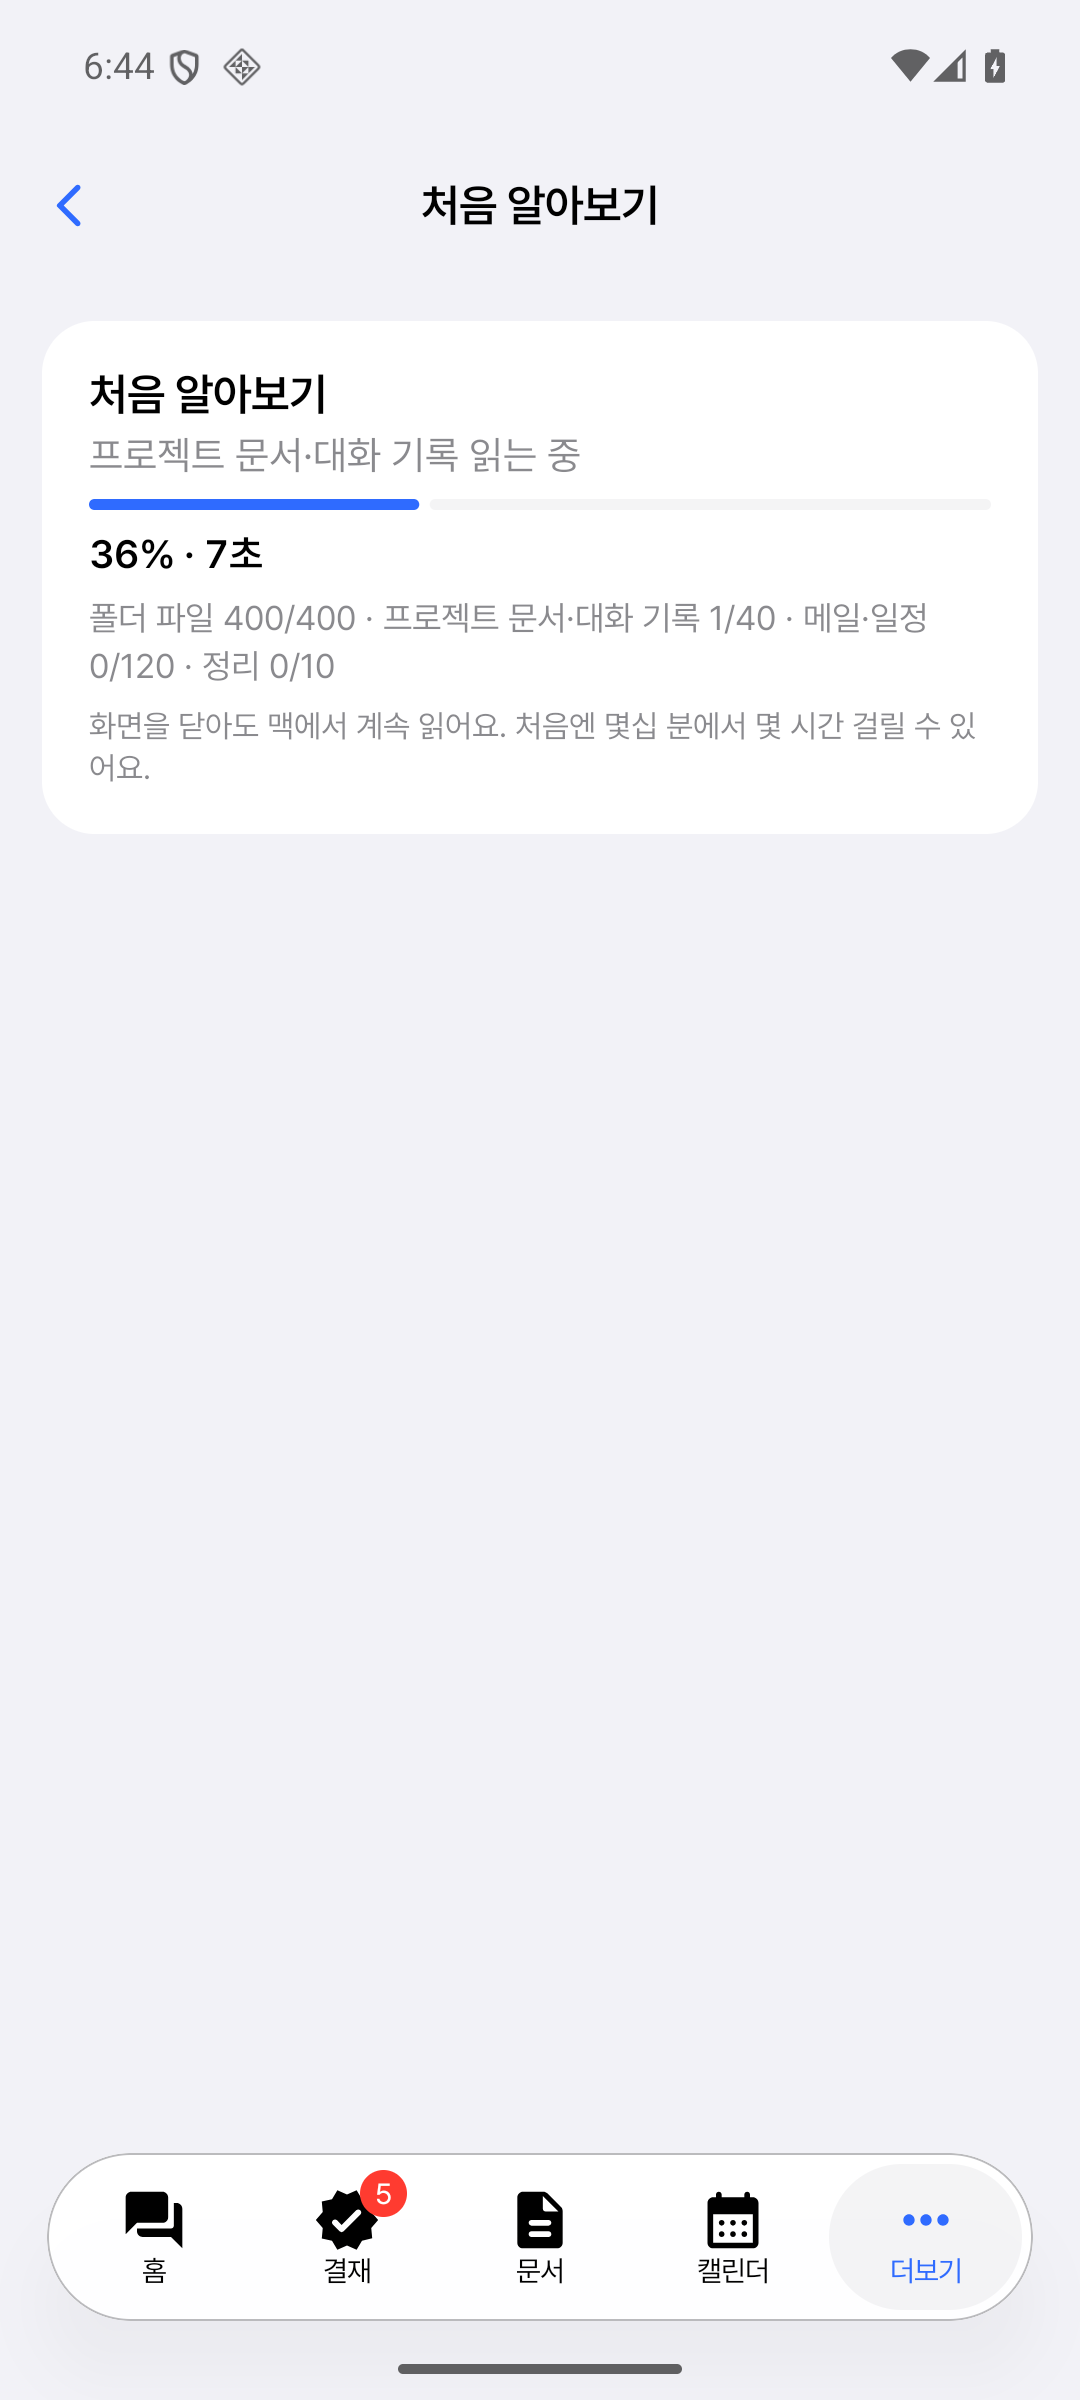 6:44
처음 알아보기
처음 알아보기
프로젝트 문서·대화 기록 읽는 중
36% · 7초
폴더 파일 400/400 · 프로젝트 문서·대화 기록 1/40 · 메일·일정
0/120 · 정리 0/10
화면을 닫아도 맥에서 계속 읽어요. 처음엔 몇십 분에서 몇 시간 걸릴 수 있
어요.
5
홈 결재 문서 캘린더 더보기